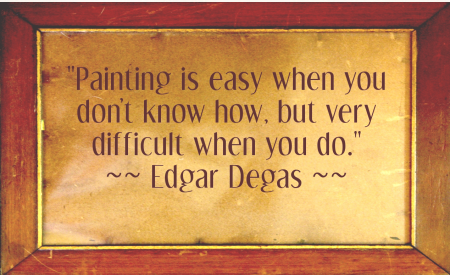 "Painting is easy when you
don't know how, but very
difficult when you do."
~~ Edgar Degas ~~